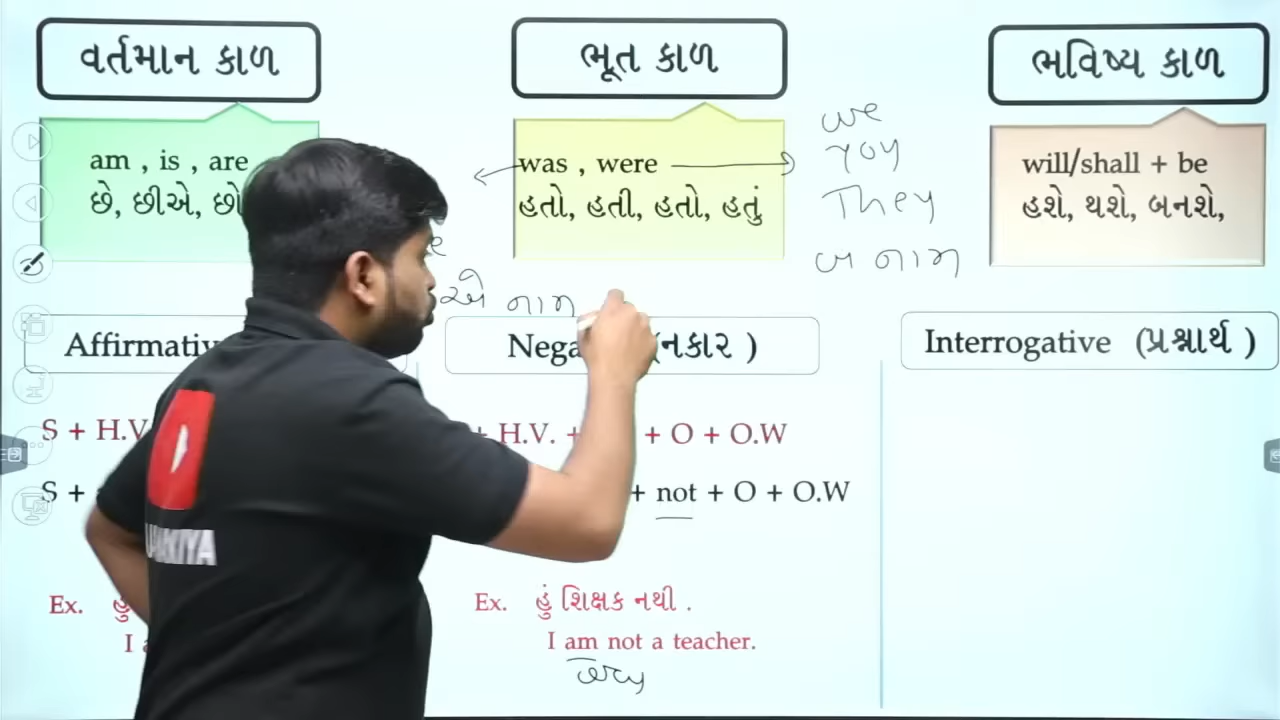 વર્તમાન કાળ
ભૂત કાળ
ભવિષ્ય કાળ
am , is , are
છે, છીએ, છો
was , were
હતો, હતી, હતો, હતું
will/shall + be
હશે, થશે, બનશે,
we
you
They
બ નામ
એ નામ
(નકાર )
Interrogative (પ્રશ્નાર્થ )
S + H.V.
+ H.V. +
+ O + O.W
S +
+ not + O + O.W
Ex. હું
Ex. હું શિક્ષક નથી .
I am not a teacher.